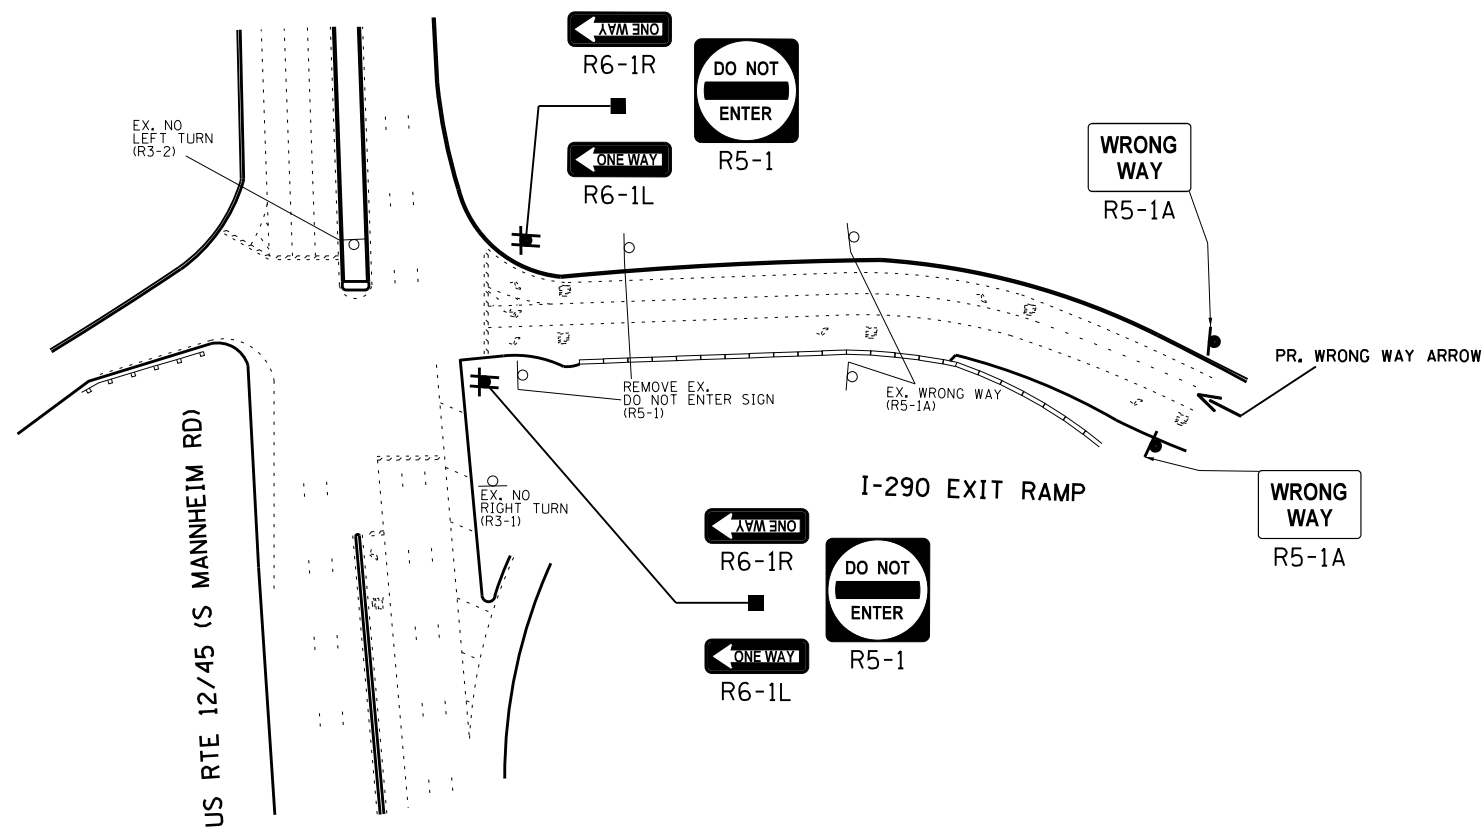 ONE WAY
R6-1R
DO NOT
ENTER
R5-1
ONE WAY
R6-1L
EX. NO
LEFT TURN
(R3-2)
WRONG
WAY
R5-1A
PR. WRONG WAY ARROW
REMOVE EX.
DO NOT ENTER SIGN
(R5-1)
EX. WRONG WAY
(R5-1A)
I-290 EXIT RAMP
WRONG
WAY
R5-1A
EX. NO
RIGHT TURN
(R3-1)
ONE WAY
R6-1R
DO NOT
ENTER
R5-1
ONE WAY
R6-1L
US RTE 12/45 (S MANNHEIM RD)